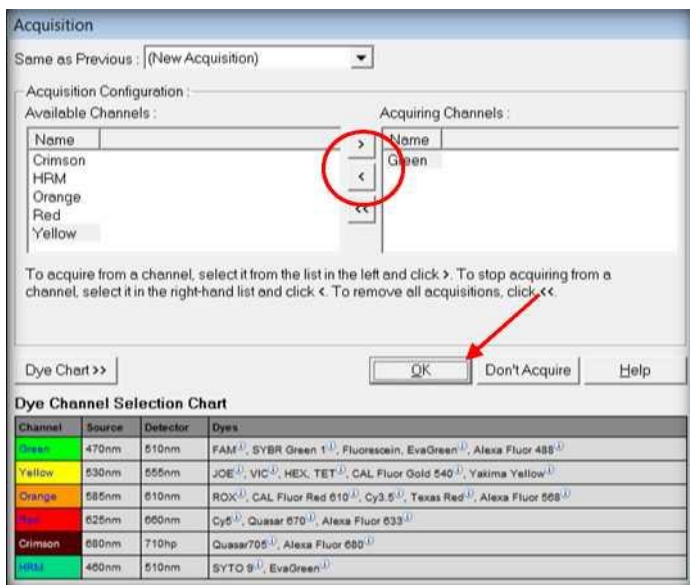 Acquisition
Same as Previous : (New Acquisition)
Acquisition Configuration :
Available Channels :
Acquiring Channels :
Name
Crimson
HRM
Orange
Red
Yellow
>
<
<<
Name
Green
To acquire from a channel, select it from the list in the left and click >. To stop acquiring from a
channel, select it in the right-hand list and click <. To remove all acquisitions, click <<.
Dye Chart >>
OK
Don't Acquire
Help
Dye Channel Selection Chart
Channel Source Detector Dyes
Green 470nm 510nm FAM, SYBR Green 1, Fluorescein, EvaGreen, Alexa Fluor 488
Yellow 530nm 555nm JOE, VIC, HEX, TET, CAL Fluor Gold 540, Yakima Yellow
Orange 585nm 610nm ROX, CAL Fluor Red 610, Cy3.5, Texas Red, Alexa Fluor 568
Red 625nm 660nm Cy5, Quasar 670, Alexa Fluor 633
Crimson 680nm 710hp Quasar705, Alexa Fluor 680
HRM 460nm 510nm SYTO 9, EvaGreen